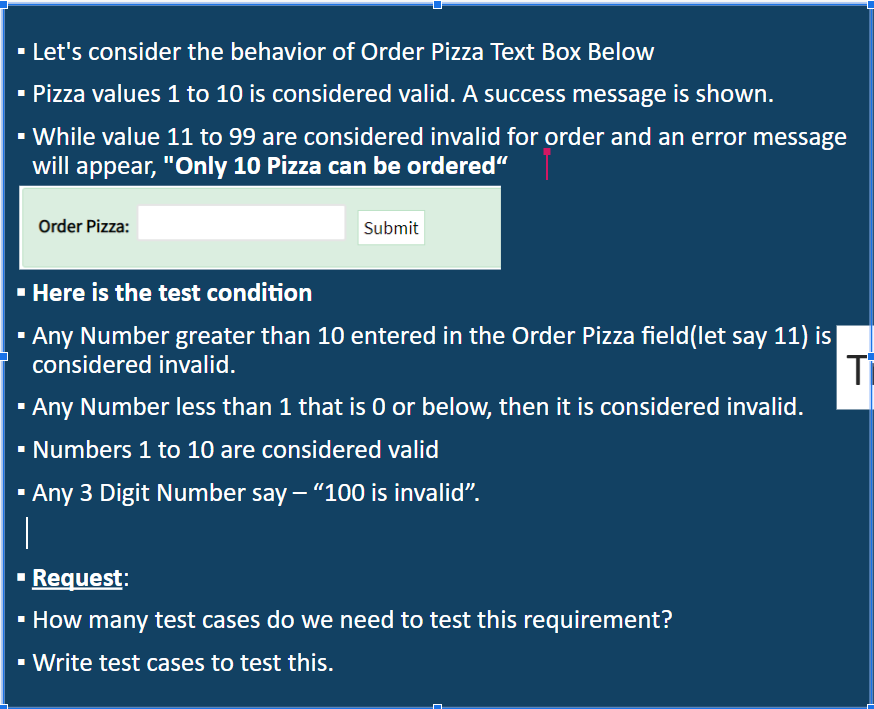 ▪ Let's consider the behavior of Order Pizza Text Box Below
▪ Pizza values 1 to 10 is considered valid. A success message is shown.
▪ While value 11 to 99 are considered invalid for order and an error message
will appear, "Only 10 Pizza can be ordered“
Order Pizza: Submit
▪ Here is the test condition
▪ Any Number greater than 10 entered in the Order Pizza field(let say 11) is
considered invalid.
▪ Any Number less than 1 that is 0 or below, then it is considered invalid.
▪ Numbers 1 to 10 are considered valid
▪ Any 3 Digit Number say – “100 is invalid”.
▪ Request:
▪ How many test cases do we need to test this requirement?
▪ Write test cases to test this.